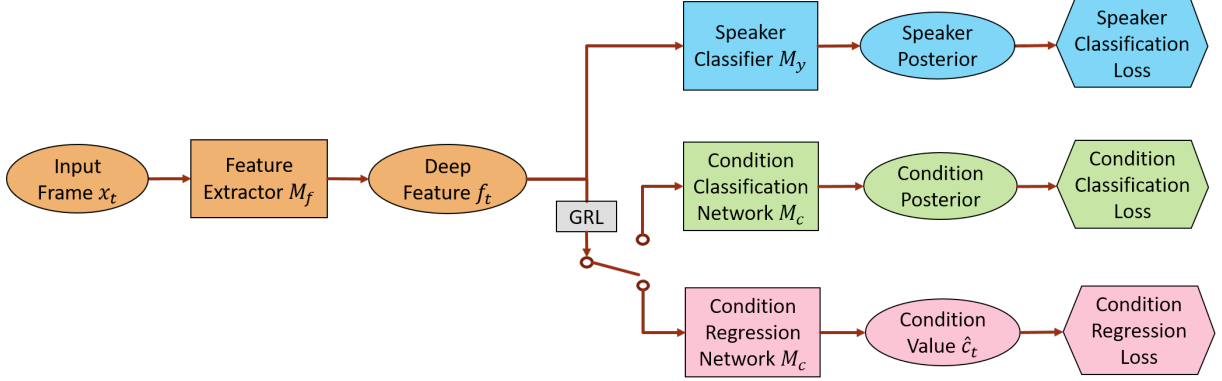 Speaker
Classifier M_y
Speaker
Posterior
Speaker
Classification
Loss
Input
Frame x_t
Feature
Extractor M_f
Deep
Feature f_t
GRL
Condition
Classification
Network M_c
Condition
Posterior
Condition
Classification
Loss
Condition
Regression
Network M_c
Condition
Value ĉ_t
Condition
Regression
Loss